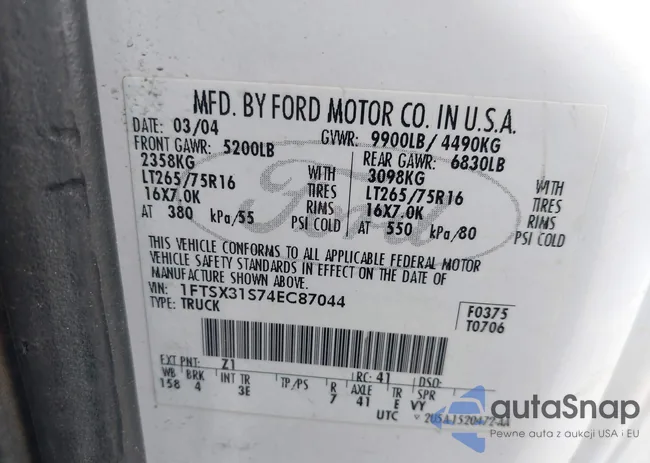 MFD. BY FORD MOTOR CO. IN U.S.A.
DATE: 03/04 GVWR: 9900LB/ 4490KG
FRONT GAWR: 5200LB REAR GAWR: 6830LB
2358KG WITH 3098KG WITH
LT265/75R16 TIRES LT265/75R16 TIRES
16X7.0K RIMS 16X7.0K RIMS
AT 380 kPa/55 PSI COLD AT 550 kPa/80 PSI COLD
Ford
THIS VEHICLE CONFORMS TO ALL APPLICABLE FEDERAL MOTOR
VEHICLE SAFETY STANDARDS IN EFFECT ON THE DATE OF
MANUFACTURE SHOWN ABOVE.
VIN: 1FTSX31S74EC87044
TYPE: TRUCK
F0375
T0706
EXT PNT: Z1 RC: 41 DSO:
WB BRK INT TR TP/PS R AXLE TR SPR
158 4 3E 7 41 E VY
UTC
autaSnap
Pewne auta z aukcji USA i EU